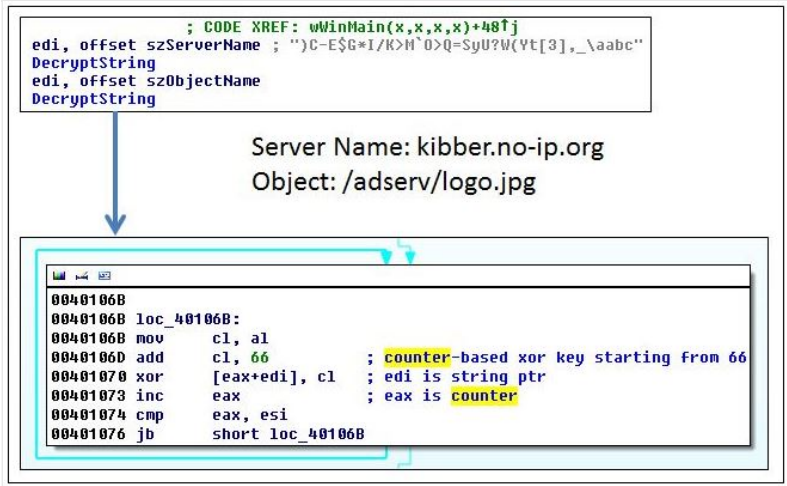 ; CODE XREF: wWinMain(x,x,x,x)+48↑j
edi, offset szServerName ; ")C-E$G*I/K>M`O>Q=SyU?W(Yt[3],_\aabc"
DecryptString
edi, offset szObjectName
DecryptString
Server Name: kibber.no-ip.org
Object: /adserv/logo.jpg
0040106B
0040106B loc_40106B:
0040106B mov cl, al
0040106D add cl, 66 ; counter-based xor key starting from 66
00401070 xor [eax+edi], cl ; edi is string ptr
00401073 inc eax ; eax is counter
00401074 cmp eax, esi
00401076 jb short loc_40106B